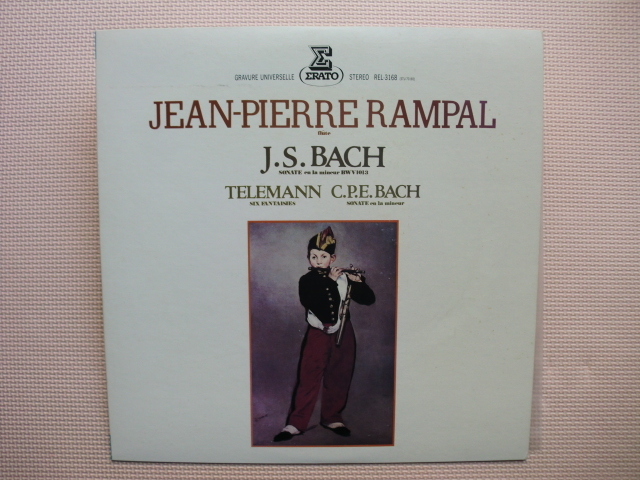 ERATO
GRAVURE UNIVERSELLE STEREO REL-3168
JEAN-PIERRE RAMPAL
flûte
J.S. BACH
SONATE en la mineur BWV1013
TELEMANN C.P.E. BACH
SIX FANTAISIES SONATE en la mineur